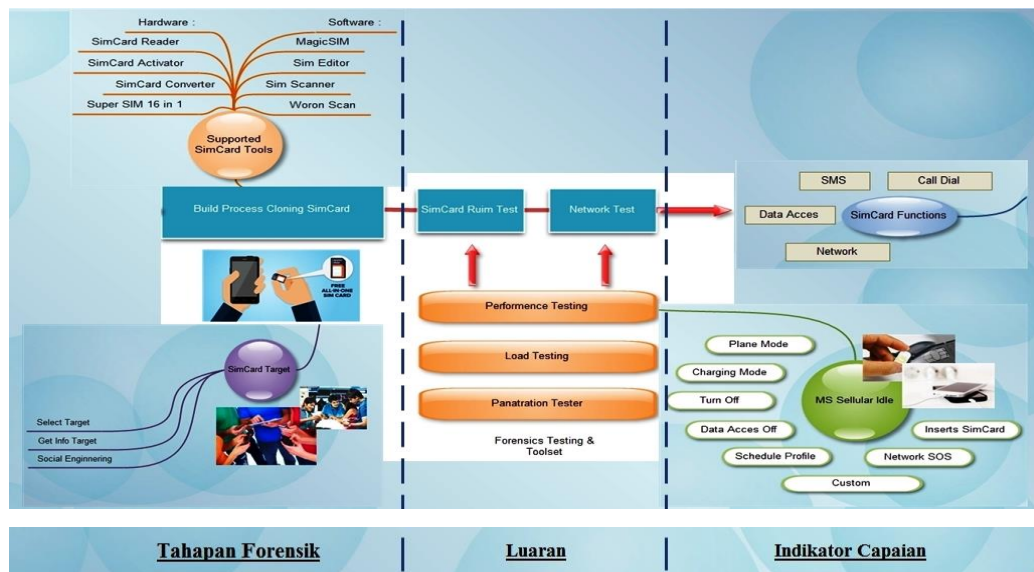 Hardware :
SimCard Reader
SimCard Activator
SimCard Converter
Super SIM 16 in 1
Software :
MagicSIM
Sim Editor
Sim Scanner
Woron Scan
Supported
SimCard Tools
Build Process Cloning SimCard
FREE
ALL-IN-ONE
SIM CARD
SimCard Target
Select Target
Get Info Target
Social Enginnering
SimCard Ruim Test
Network Test
Performence Testing
Load Testing
Panatration Tester
Forensics Testing &
Toolset
SMS
Call Dial
Data Acces
SimCard Functions
Network
Plane Mode
Charging Mode
Turn Off
MS Sellular Idle
Data Acces Off
Inserts SimCard
Schedule Profile
Network SOS
Custom
Tahapan Forensik
Luaran
Indikator Capaian